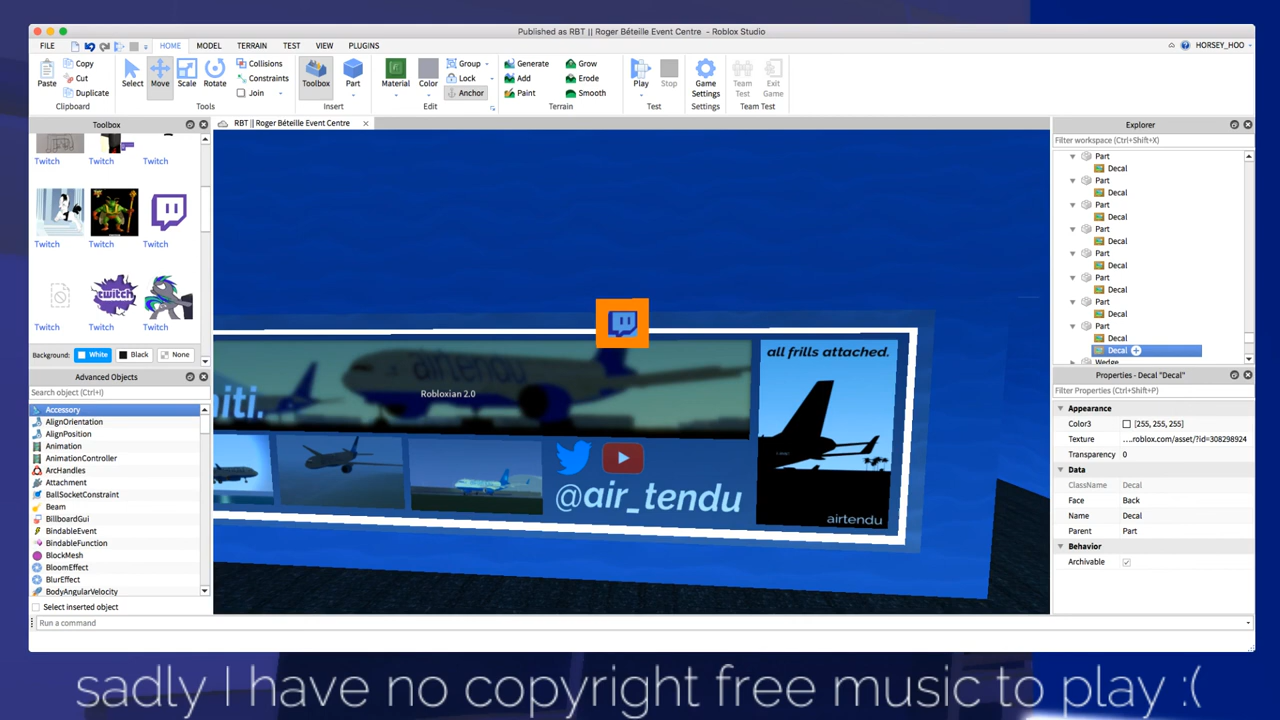 Published as RBT || Roger Béteille Event Centre - Roblox Studio
FILE HOME MODEL TERRAIN TEST VIEW PLUGINS HORSEY_HOO
Paste Copy Cut Duplicate Clipboard
Select Move Scale Rotate Collisions Constraints Join Tools
Toolbox Part Insert
Material Color Group Lock Anchor Edit
Generate Add Paint Grow Erode Smooth Terrain
Play Stop Test
Game Settings Settings
Team Test Exit Game Team Test
Toolbox
RBT || Roger Béteille Event Centre
Twitch Twitch Twitch
Twitch Twitch Twitch
twitch
Twitch Twitch Twitch
Background: White Black None
Advanced Objects
Search object (Ctrl+I)
Accessory
AlignOrientation
AlignPosition
Animation
AnimationController
ArcHandles
Attachment
BallSocketConstraint
Beam
BillboardGui
BindableEvent
BindableFunction
BlockMesh
BloomEffect
BlurEffect
BodyAngularVelocity
Select inserted object
Run a command
airtendu
Robloxian 2.0
iti.
@air_tendu
all frills attached.
airtendu
Explorer
Filter workspace (Ctrl+Shift+X)
Part
Decal
Part
Decal
Part
Decal
Part
Decal
Part
Decal
Part
Decal
Part
Decal
Part
Decal
Decal
Wedge
Properties - Decal "Decal"
Filter Properties (Ctrl+Shift+P)
Appearance
Color3 [255, 255, 255]
Texture ....roblox.com/asset/?id=308298924
Transparency 0
Data
ClassName Decal
Face Back
Name Decal
Parent Part
Behavior
Archivable
sadly I have no copyright free music to play :(